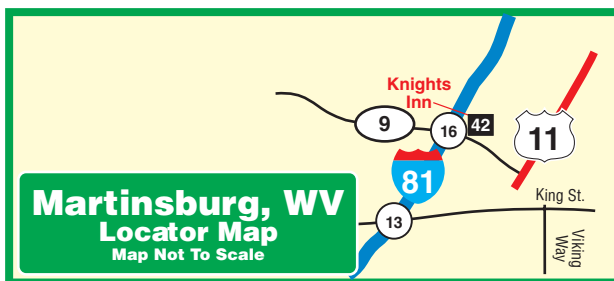 Knights
Inn
9
16
42
11
81
Martinsburg, WV
Locator Map
Map Not To Scale
13
King St.
Viking
Way